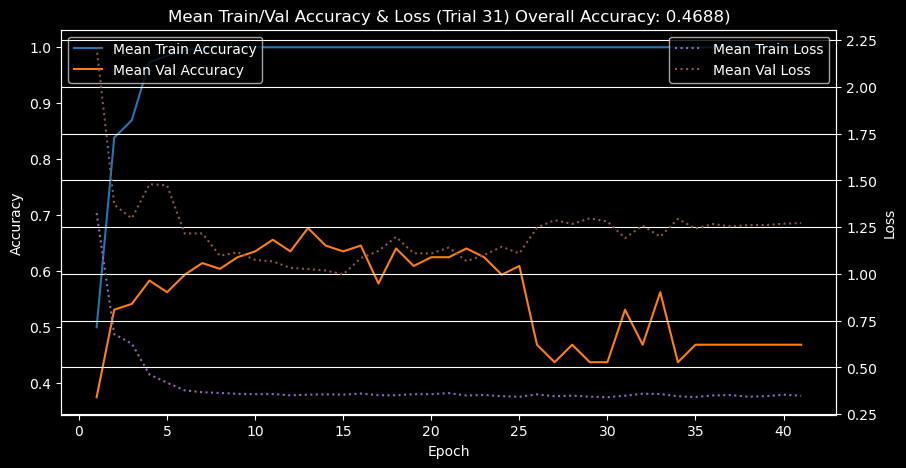 Mean Train/Val Accuracy & Loss (Trial 31) Overall Accuracy: 0.4688)
Mean Train Accuracy
Mean Val Accuracy
Mean Train Loss
Mean Val Loss
1.0
0.9
0.8
0.7
0.6
0.5
0.4
Accuracy
2.25
2.00
1.75
1.50
1.25
1.00
0.75
0.50
0.25
Loss
0 5 10 15 20 25 30 35 40
Epoch